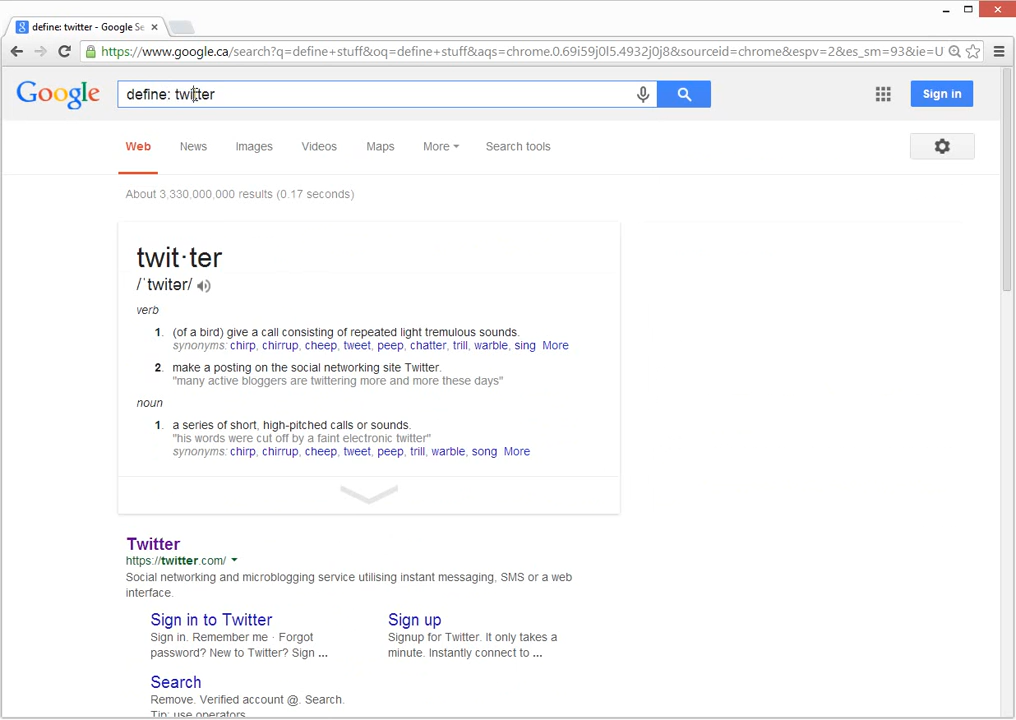 define: twitter - Google Se
https://www.google.ca/search?q=define+stuff&oq=define+stuff&aqs=chrome.0.69i59j0l5.4932j0j8&sourceid=chrome&espv=2&es_sm=93&ie=U
Google
define: twitter
Sign in
Web News Images Videos Maps More Search tools
About 3,330,000,000 results (0.17 seconds)
twit·ter
/ˈtwitər/
verb
1. (of a bird) give a call consisting of repeated light tremulous sounds.
synonyms: chirp, chirrup, cheep, tweet, peep, chatter, trill, warble, sing More
2. make a posting on the social networking site Twitter.
"many active bloggers are twittering more and more these days"
noun
1. a series of short, high-pitched calls or sounds.
"his words were cut off by a faint electronic twitter"
synonyms: chirp, chirrup, cheep, tweet, peep, trill, warble, song More
Twitter
https://twitter.com/
Social networking and microblogging service utilising instant messaging, SMS or a web
interface.
Sign in to Twitter
Sign in. Remember me · Forgot
password? New to Twitter? Sign ...
Sign up
Signup for Twitter. It only takes a
minute. Instantly connect to ...
Search
Remove. Verified account @. Search.
Tip: use operators